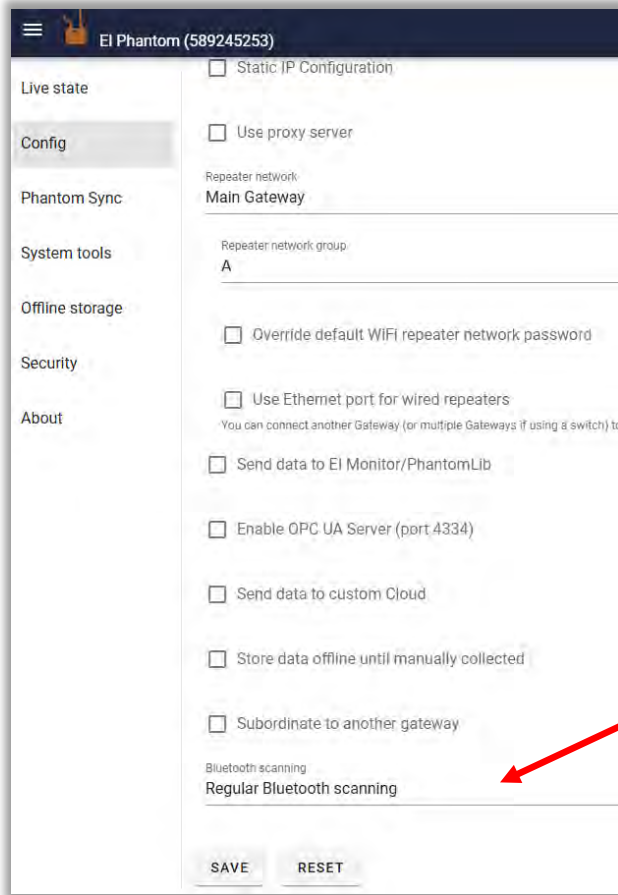 EI Phantom (589245253)
Live state
Config
Phantom Sync
System tools
Offline storage
Security
About
Static IP Configuration
Use proxy server
Repeater network
Main Gateway
Repeater network group
A
Override default WiFi repeater network password
Use Ethernet port for wired repeaters
You can connect another Gateway (or multiple Gateways if using a switch) to
Send data to EI Monitor/PhantomLib
Enable OPC UA Server (port 4334)
Send data to custom Cloud
Store data offline until manually collected
Subordinate to another gateway
Bluetooth scanning
Regular Bluetooth scanning
SAVE RESET